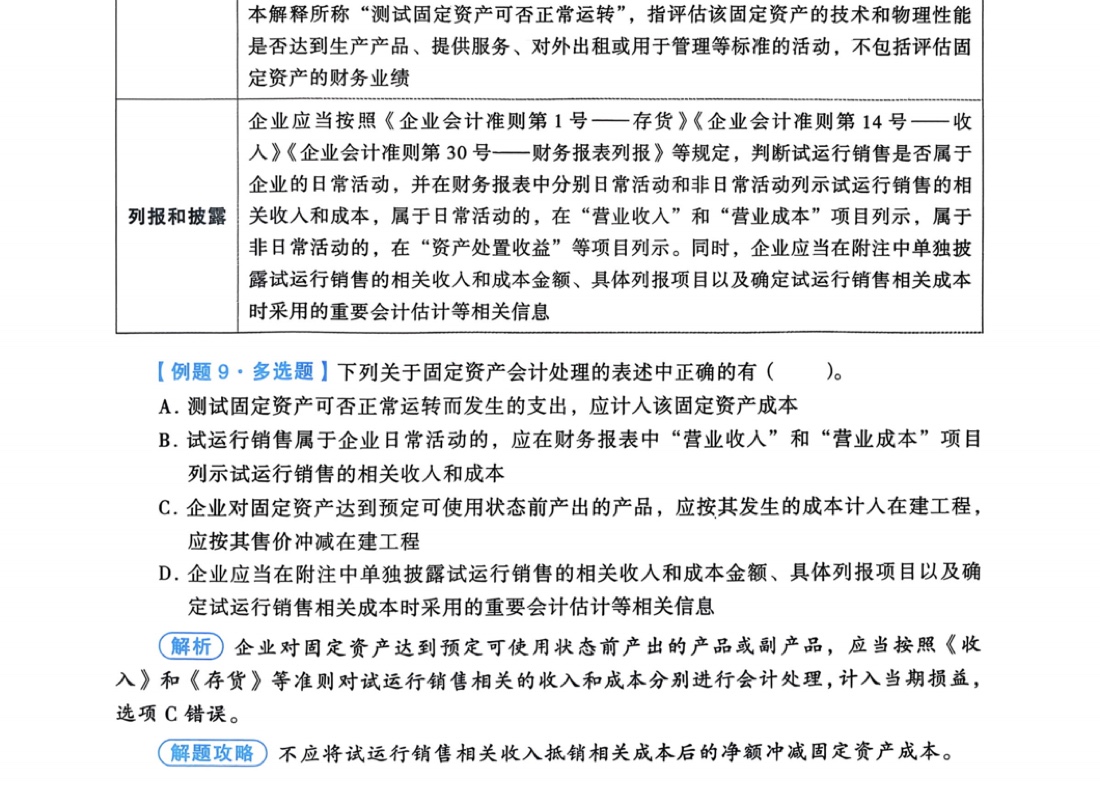 本解释所称“测试固定资产可否正常运转”，指评估该固定资产的技术和物理性能
是否达到生产产品、提供服务、对外出租或用于管理等标准的活动，不包括评估固
定资产的财务业绩
企业应当按照《企业会计准则第 1 号——存货》《企业会计准则第 14 号——收
入》《企业会计准则第 30 号——财务报表列报》等规定，判断试运行销售是否属于
企业的日常活动，并在财务报表中分别日常活动和非日常活动列示试运行销售的相
列报和披露
关收入和成本，属于日常活动的，在“营业收入”和“营业成本”项目列示，属于
非日常活动的，在“资产处置收益”等项目列示。同时，企业应当在附注中单独披
露试运行销售的相关收入和成本金额、具体列报项目以及确定试运行销售相关成本
时采用的重要会计估计等相关信息
【例题 9·多选题】下列关于固定资产会计处理的表述中正确的有（　　）。
A. 测试固定资产可否正常运转而发生的支出，应计入该固定资产成本
B. 试运行销售属于企业日常活动的，应在财务报表中“营业收入”和“营业成本”项目
列示试运行销售的相关收入和成本
C. 企业对固定资产达到预定可使用状态前产出的产品，应按其发生的成本计入在建工程，
应按其售价冲减在建工程
D. 企业应当在附注中单独披露试运行销售的相关收入和成本金额、具体列报项目以及确
定试运行销售相关成本时采用的重要会计估计等相关信息
解析 企业对固定资产达到预定可使用状态前产出的产品或副产品，应当按照《收
入》和《存货》等准则对试运行销售相关的收入和成本分别进行会计处理，计入当期损益，
选项 C 错误。
解题攻略 不应将试运行销售相关收入抵销相关成本后的净额冲减固定资产成本。